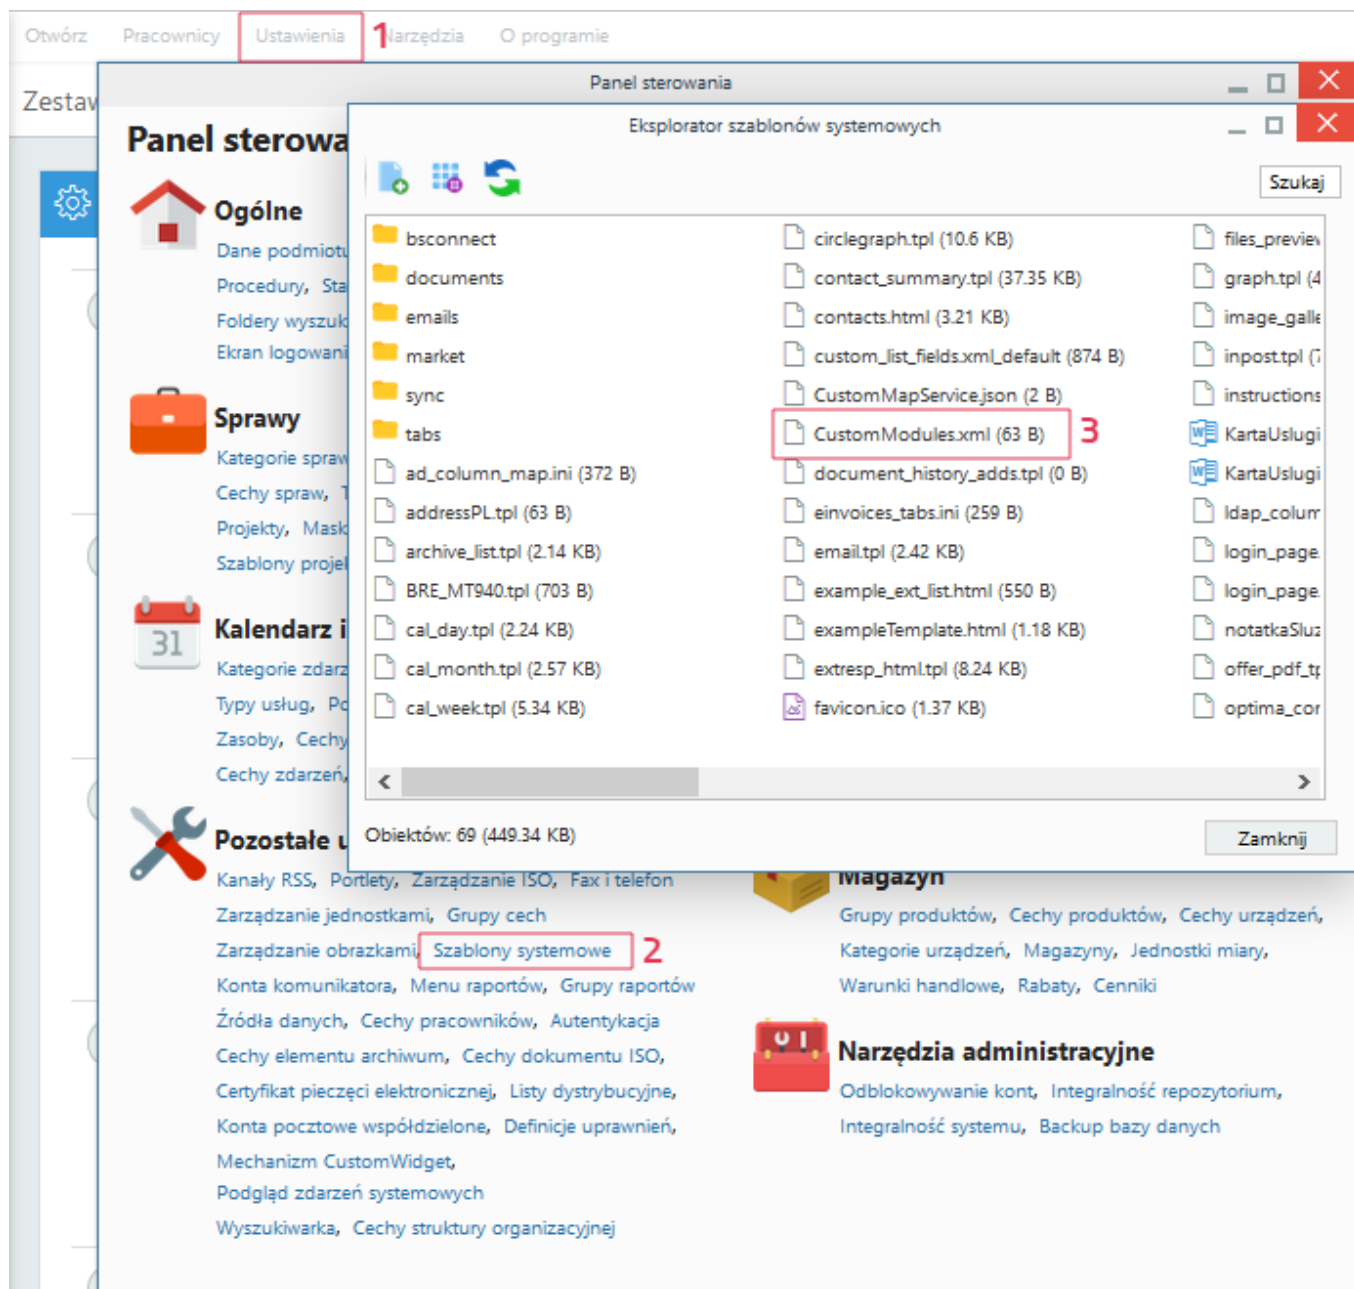 Otwórz Pracownicy Ustawienia 1 Narzędzia O programie
Panel sterowania
Eksplorator szablonów systemowych
Szukaj
bsconnect
documents
emails
market
sync
tabs
ad_column_map.ini (372 B)
addressPL.tpl (63 B)
archive_list.tpl (2.14 KB)
BRE_MT940.tpl (703 B)
cal_day.tpl (2.24 KB)
cal_month.tpl (2.57 KB)
cal_week.tpl (5.34 KB)
circlegraph.tpl (10.6 KB)
contact_summary.tpl (37.35 KB)
contacts.html (3.21 KB)
custom_list_fields.xml_default (874 B)
CustomMapService.json (2 B)
CustomModules.xml (63 B) 3
document_history_adds.tpl (0 B)
einvoices_tabs.ini (259 B)
email.tpl (2.42 KB)
example_ext_list.html (550 B)
exampleTemplate.html (1.18 KB)
extresp_html.tpl (8.24 KB)
favicon.ico (1.37 KB)
files_previev
graph.tpl (4
image_galle
inpost.tpl (7
instructions
KartaUslugi
KartaUslugi
ldap_colum
login_page.
login_page.
notatkaSluz
offer_pdf_tp
optima_cor
Obiektów: 69 (449.34 KB)
Zamknij
Zestaw
Panel sterowa
Ogólne
Dane podmiotu
Procedury, Sta
Foldery wyszuk
Ekran logowani
Sprawy
Kategorie spraw
Cechy spraw, T
Projekty, Mask
Szablony projel
31
Kalendarz i
Kategorie zdarz
Typy usług, Po
Zasoby, Cechy
Cechy zdarzeń,
Pozostałe u
Kanały RSS, Portlety, Zarządzanie ISO, Fax i telefon
Zarządzanie jednostkami, Grupy cech
Zarządzanie obrazkami, Szablony systemowe 2
Konta komunikatora, Menu raportów, Grupy raportów
Źródła danych, Cechy pracowników, Autentykacja
Cechy elementu archiwum, Cechy dokumentu ISO,
Certyfikat pieczęci elektronicznej, Listy dystrybucyjne,
Konta pocztowe współdzielone, Definicje uprawnień,
Mechanizm CustomWidget,
Podgląd zdarzeń systemowych
Wyszukiwarka, Cechy struktury organizacyjnej
Magazyn
Grupy produktów, Cechy produktów, Cechy urządzeń,
Kategorie urządzeń, Magazyny, Jednostki miary,
Warunki handlowe, Rabaty, Cenniki
Narzędzia administracyjne
Odblokowywanie kont, Integralność repozytorium,
Integralność systemu, Backup bazy danych